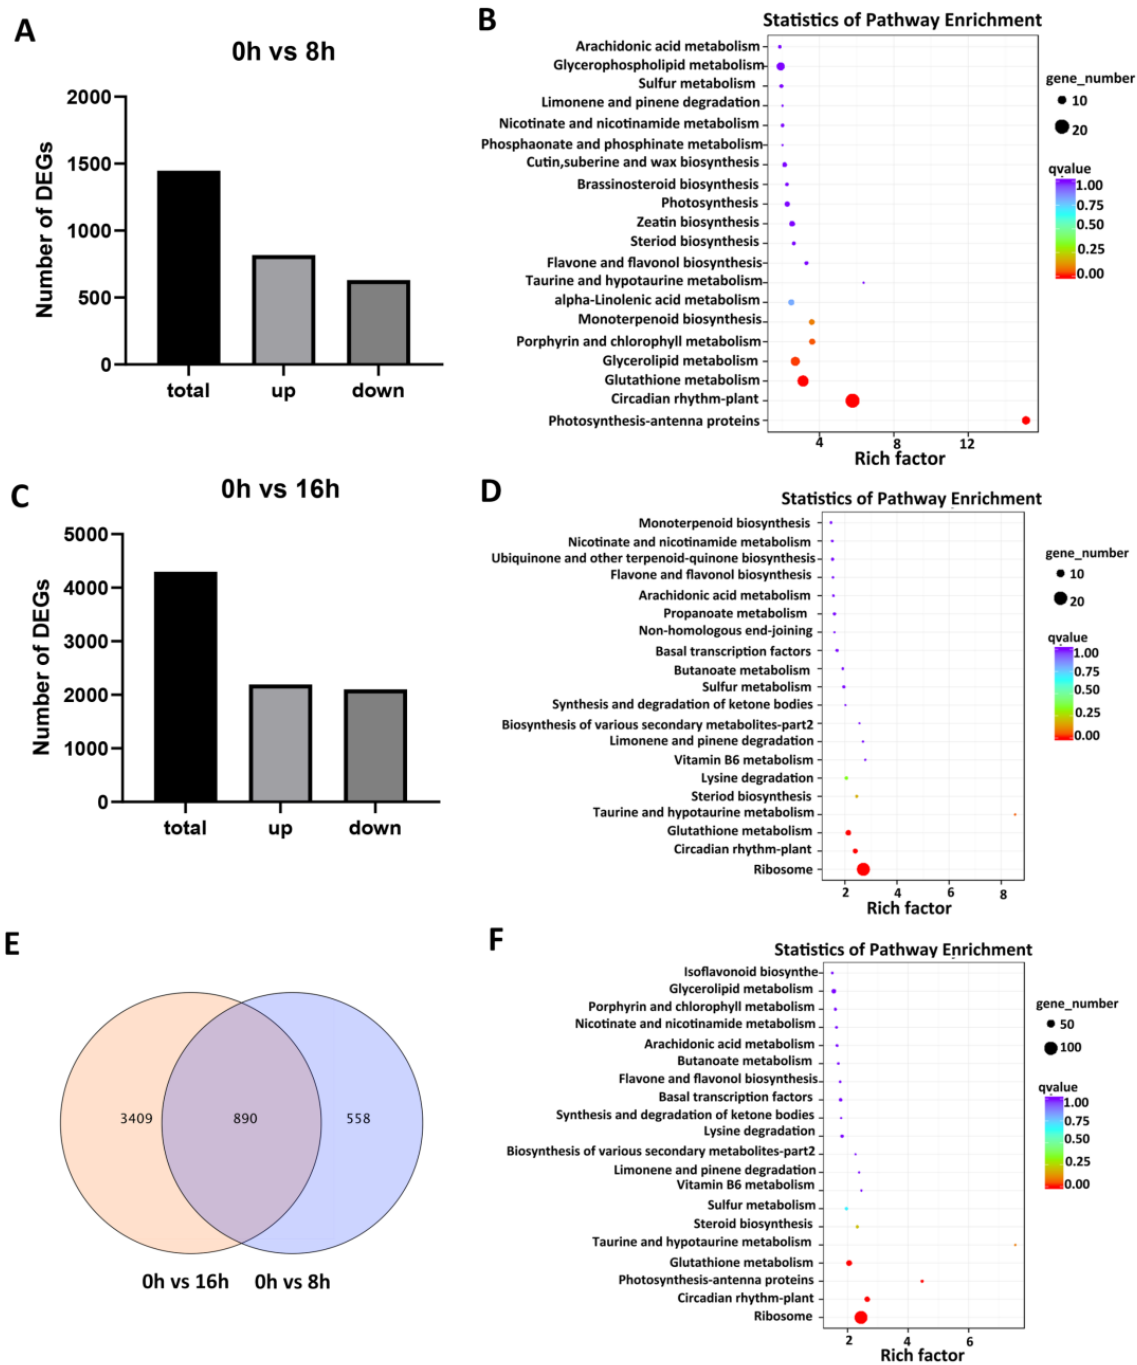 A
0h vs 8h
Number of DEGs
2000
1500
1000
500
0
total up down
B
Statistics of Pathway Enrichment
Arachidonic acid metabolism
Glycerophospholipid metabolism
Sulfur metabolism
Limonene and pinene degradation
Nicotinate and nicotinamide metabolism
Phosphaonate and phosphinate metabolism
Cutin,suberine and wax biosynthesis
Brassinosteroid biosynthesis
Photosynthesis
Zeatin biosynthesis
Steriod biosynthesis
Flavone and flavonol biosynthesis
Taurine and hypotaurine metabolism
alpha-Linolenic acid metabolism
Monoterpenoid biosynthesis
Porphyrin and chlorophyll metabolism
Glycerolipid metabolism
Glutathione metabolism
Circadian rhythm-plant
Photosynthesis-antenna proteins
4 8 12
Rich factor
gene_number
10
20
qvalue
1.00
0.75
0.50
0.25
0.00
C
0h vs 16h
Number of DEGs
5000
4000
3000
2000
1000
0
total up down
D
Statistics of Pathway Enrichment
Monoterpenoid biosynthesis
Nicotinate and nicotinamide metabolism
Ubiquinone and other terpenoid-quinone biosynthesis
Flavone and flavonol biosynthesis
Arachidonic acid metabolism
Propanoate metabolism
Non-homologous end-joining
Basal transcription factors
Butanoate metabolism
Sulfur metabolism
Synthesis and degradation of ketone bodies
Biosynthesis of various secondary metabolites-part2
Limonene and pinene degradation
Vitamin B6 metabolism
Lysine degradation
Steriod biosynthesis
Taurine and hypotaurine metabolism
Glutathione metabolism
Circadian rhythm-plant
Ribosome
2 4 6 8
Rich factor
gene_number
10
20
qvalue
1.00
0.75
0.50
0.25
0.00
E
3409 890 558
0h vs 16h 0h vs 8h
F
Statistics of Pathway Enrichment
Isoflavonoid biosynthe
Glycerolipid metabolism
Porphyrin and chlorophyll metabolism
Nicotinate and nicotinamide metabolism
Arachidonic acid metabolism
Butanoate metabolism
Flavone and flavonol biosynthesis
Basal transcription factors
Synthesis and degradation of ketone bodies
Lysine degradation
Biosynthesis of various secondary metabolites-part2
Limonene and pinene degradation
Vitamin B6 metabolism
Sulfur metabolism
Steroid biosynthesis
Taurine and hypotaurine metabolism
Glutathione metabolism
Photosynthesis-antenna proteins
Circadian rhythm-plant
Ribosome
2 4 6
Rich factor
gene_number
50
100
qvalue
1.00
0.75
0.50
0.25
0.00